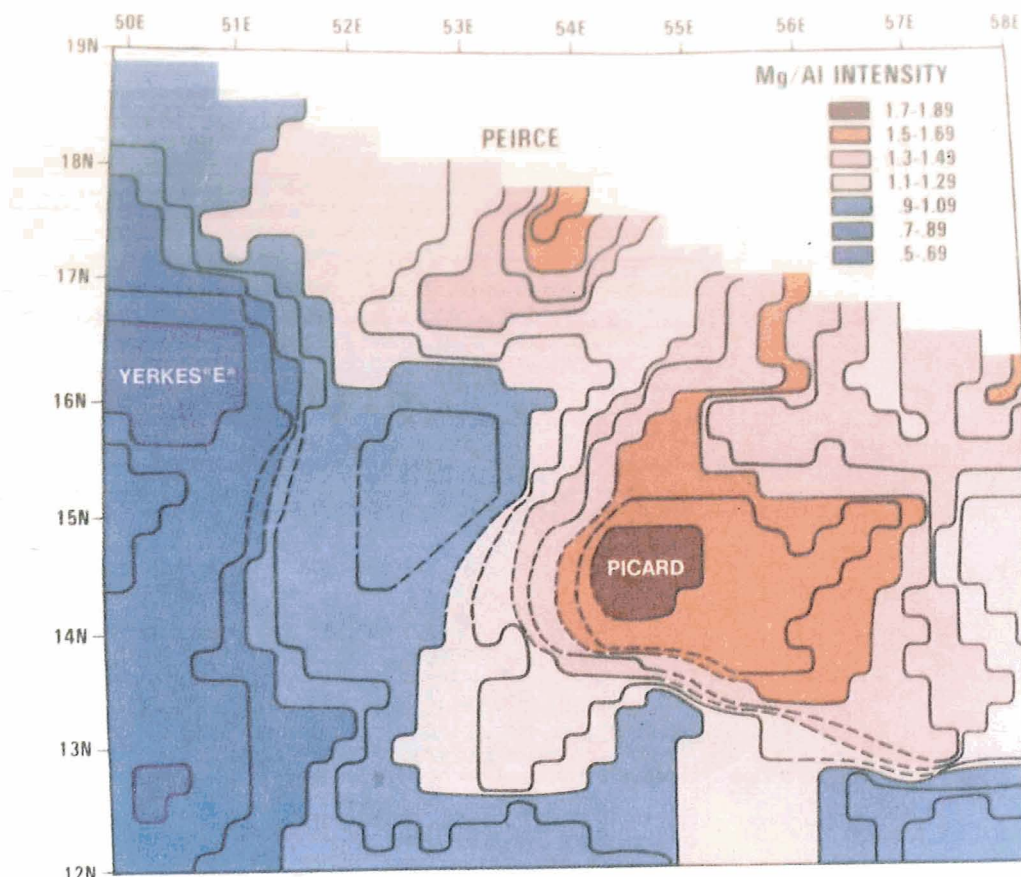 50E 51E 52E 53E 54E 55E 56E 57E 58E
19N
Mg/Al INTENSITY
1.7-1.89
1.5-1.69
1.3-1.49
1.1-1.29
.9-1.09
.7-.89
.5-.69
PEIRCE
18N
17N
YERKES"E"
16N
15N
PICARD
14N
13N
12N